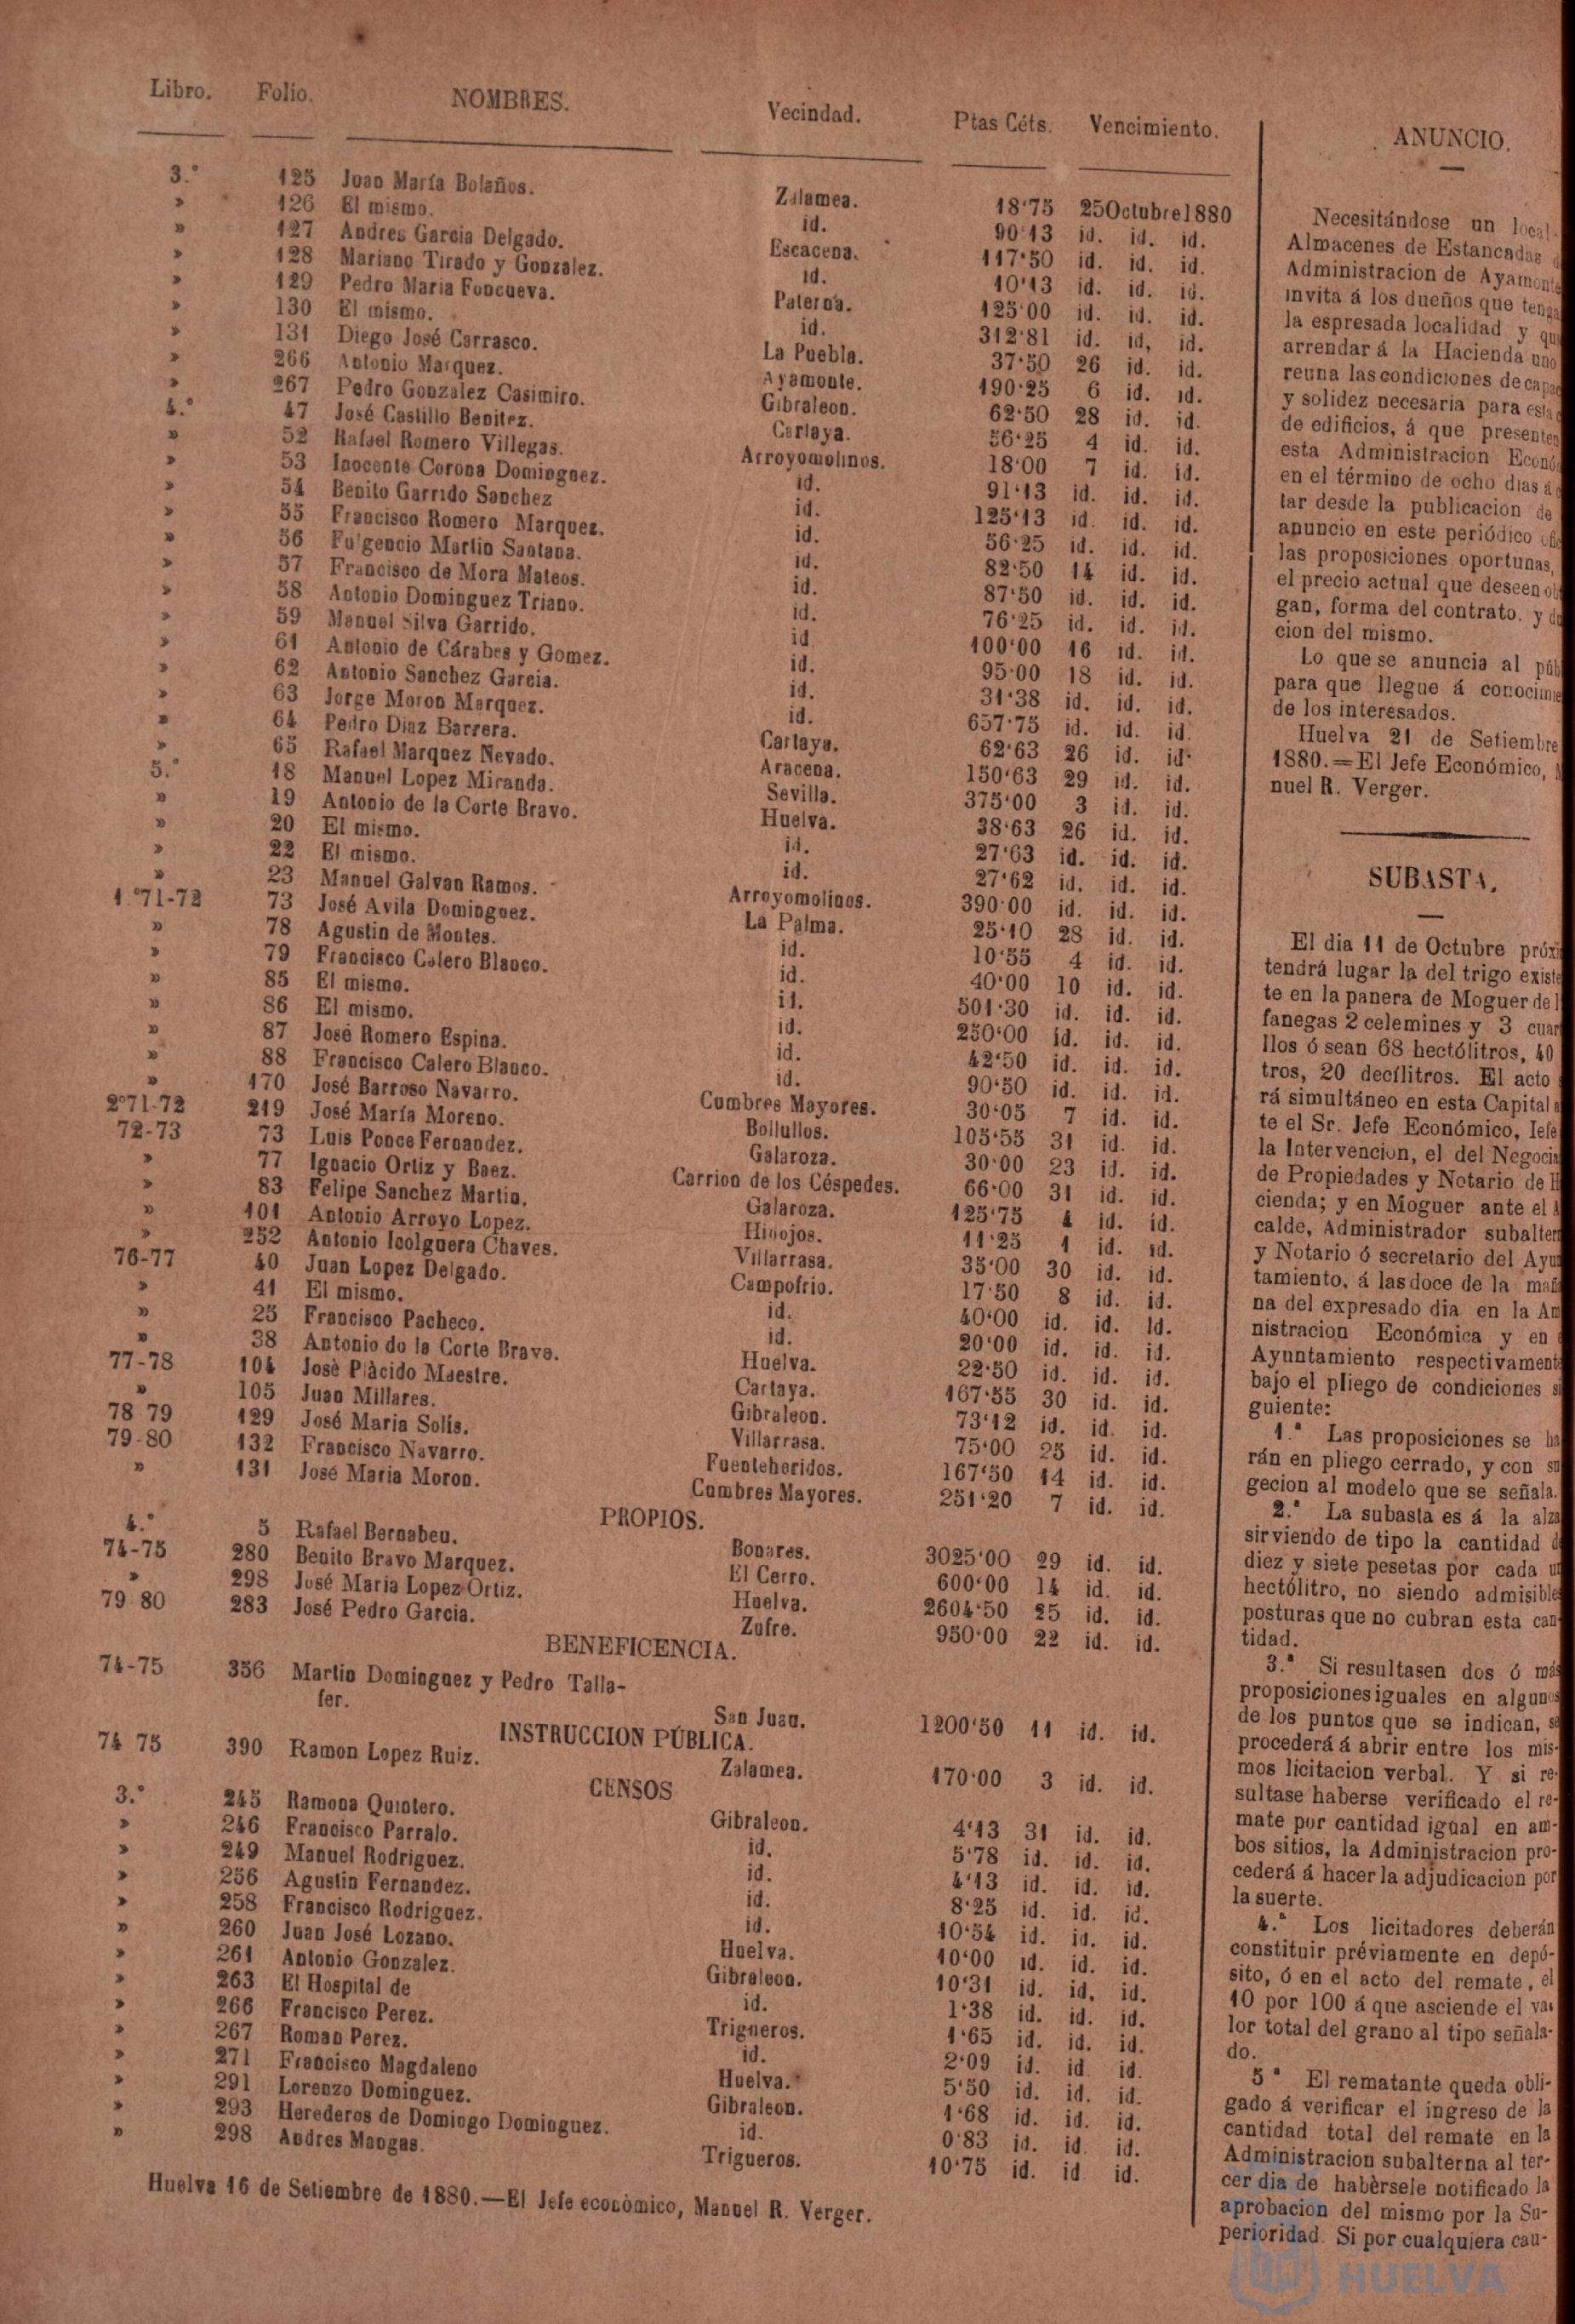 Libro. Folio. NOMBRES. Vecindad. Ptas Céts. Vencimiento.
3.° 125 Juan María Bolaños. Zalamea. 18'75 25 Octubre 1880
» 126 El mismo. id. 90'13 id. id. id.
» 127 Andres Garcia Delgado. Escacena. 117'50 id. id. id.
» 128 Mariano Tirado y Gonzalez. id. 10'13 id. id. id.
» 129 Pedro Maria Foncueva. Paterna. 125'00 id. id. id.
» 130 El mismo. id. 312'81 id. id, id.
» 131 Diego José Carrasco. La Puebla. 37'50 26 id. id.
» 266 Antonio Marquez. Ayamonte. 190'25 6 id. id.
» 267 Pedro Gonzalez Casimiro. Gibraleon. 62'50 28 id. id.
4.° 47 José Castillo Benitez. Cartaya. 56'25 4 id. id.
» 52 Rafael Romero Villegas. Arroyomolinos. 18'00 7 id. id.
» 53 Inocente Corona Dominguez. id. 91'13 id. id. id.
» 54 Benito Garrido Sanchez id. 125'13 id. id. id.
» 55 Francisco Romero Marquez. id. 56'25 id. id. id.
» 56 Fulgencio Martin Santana. id. 82'50 14 id. id.
» 57 Francisco de Mora Mateos. id. 87'50 id. id. id.
» 58 Antonio Dominguez Triano. id. 76'25 id. id. id.
» 59 Manuel Silva Garrido. id 100'00 16 id. id.
» 61 Antonio de Cárabes y Gomez. id. 95'00 18 id. id.
» 62 Antonio Sanchez Garcia. id. 31'38 id. id. id.
» 63 Jorge Moron Marquez. id. 657'75 id. id. id.
» 64 Pedro Diaz Barrera. Cartaya. 62'63 26 id. id.
» 65 Rafael Marquez Nevado. Aracena. 150'63 29 id. id.
5.° 18 Manuel Lopez Miranda. Sevilla. 375'00 3 id. id.
» 19 Antonio de la Corte Bravo. Huelva. 38'63 26 id. id.
» 20 El mismo. id. 27'63 id. id. id.
» 22 El mismo. id. 27'62 id. id. id.
» 23 Manuel Galvan Ramos. Arroyomolinos. 390'00 id. id. id.
1.°71-72 73 José Avila Dominguez. La Palma. 25'10 28 id. id.
» 78 Agustin de Montes. id. 10'55 4 id. id.
» 79 Francisco Calero Blanco. id. 40'00 10 id. id.
» 85 El mismo. id. 501'30 id. id. id.
» 86 El mismo. id. 250'00 id. id. id.
» 87 José Romero Espina. id. 42'50 id. id. id.
» 88 Francisco Calero Blanco. id. 90'50 id. id. id.
» 170 José Barroso Navarro. Cumbres Mayores. 30'05 7 id. id.
2°71-72 219 José María Moreno. Bollullos. 105'55 31 id. id.
72-73 73 Luis Ponce Fernandez. Galaroza. 30'00 23 id. id.
» 77 Ignacio Ortiz y Baez. Carrion de los Céspedes. 66'00 31 id. id.
» 83 Felipe Sanchez Martin. Galaroza. 125'75 4 id. id.
» 101 Antonio Arroyo Lopez. Hinojos. 11'25 1 id. id.
» 252 Antonio Icolguera Chaves. Villarrasa. 35'00 30 id. id.
76-77 40 Juan Lopez Delgado. Campofrio. 17'50 8 id. id.
» 41 El mismo. id. 40'00 id. id. Id.
» 25 Francisco Pacheco. id. 20'00 id. id. id.
» 38 Antonio do la Corte Bravo. Huelva. 22'50 id. id. id.
77-78 104 Josè Plàcido Maestre. Cartaya. 167'55 30 id. id.
» 105 Juan Millares. Gibraleon. 73'12 id. id. id.
78 79 129 José Maria Solís. Villarrasa. 75'00 25 id. id.
79-80 132 Francisco Navarro. Fuenteheridos. 167'50 14 id. id.
» 131 José Maria Moron. Cumbres Mayores. 251'20 7 id. id.
PROPIOS.
4.° 5 Rafael Bernabeu. Bonares. 3025'00 29 id. id.
74-75 280 Benito Bravo Marquez. El Cerro. 600'00 14 id. id.
» 298 José Maria Lopez Ortiz. Huelva. 2604'50 25 id. id.
79 80 283 José Pedro Garcia. Zufre. 950'00 22 id. id.
BENEFICENCIA.
74-75 356 Martin Dominguez y Pedro Talla-
fer. San Juan. 1200'50 11 id. id.
INSTRUCCION PÚBLICA.
74 75 390 Ramon Lopez Ruiz. Zalamea. 170'00 3 id. id.
CENSOS
3.° 245 Ramona Quintero. Gibraleon. 4'13 31 id. id.
» 246 Francisco Parralo. id. 5'78 id. id. id.
» 249 Manuel Rodriguez. id. 4'13 id. id. id.
» 256 Agustin Fernandez. id. 8'25 id. id. id.
» 258 Francisco Rodriguez. id. 10'54 id. id. id.
» 260 Juan José Lozano. Huelva. 10'00 id. id. id.
» 261 Antonio Gonzalez. Gibraleon. 10'31 id. id, id.
» 263 El Hospital de id. 1'38 id. id. id.
» 266 Francisco Perez. Trigueros. 1'65 id. id. id.
» 267 Roman Perez. id. 2'09 id. id id.
» 271 Francisco Magdaleno Huelva. 5'50 id. id. id.
» 291 Lorenzo Dominguez. Gibraleon. 1'68 id. id. id.
» 293 Herederos de Domingo Dominguez. id. 0'83 id. id. id.
» 298 Andres Mangas. Trigueros. 10'75 id. id id.
Huelva 16 de Setiembre de 1880.—El Jefe económico, Manuel R. Verger.
ANUNCIO.
Necesitándose un local
Almacenes de Estancadas
Administracion de Ayamonte
invita á los dueños que tenga
la espresada localidad y
arrendar á la Hacienda uno
reuna las condiciones de
y solidez necesaria para
de edificios, á que presenten
esta Administracion
en el término de ocho dias á
tar desde la publicacion de
anuncio en este periódico
las proposiciones oportunas,
el precio actual que deseen
gan, forma del contrato. y
cion del mismo.
Lo que se anuncia al
para que llegue á
de los interesados.
Huelva 21 de Setiembre
1880.=El Jefe Económico,
nuel R. Verger.
SUBASTA.
El dia 11 de Octubre
tendrá lugar la del trigo
te en la panera de Moguer de
fanegas 2 celemines y 3
llos ó sean 68 hectólitros, 40
tros, 20 decílitros. El acto
rá simultáneo en esta Capital
te el Sr. Jefe Económico,
la Intervencion, el del
de Propiedades y Notario de
cienda; y en Moguer ante el
calde, Administrador
y Notario ó secretario del
tamiento, á las doce de la
na del expresado dia en la
nistracion Económica y en
Ayuntamiento
bajo el pliego de condiciones
guiente:
1.ª Las proposiciones se
rán en pliego cerrado, y con
gecion al modelo que se señala.
2.ª La subasta es á la alza
sirviendo de tipo la cantidad
diez y siete pesetas por cada
hectólitro, no siendo admisibles
posturas que no cubran esta can-
tidad.
3.ª Si resultasen dos ó más
proposiciones iguales en algunos
de los puntos que se indican, se
procederá á abrir entre los mis-
mos licitacion verbal. Y si re-
sultase haberse verificado el re-
mate por cantidad igual en am-
bos sitios, la Administracion pro-
cederá á hacer la adjudicacion por
la suerte.
4.ª Los licitadores deberán
constituir préviamente en depó-
sito, ó en el acto del remate, el
10 por 100 á que asciende el va-
lor total del grano al tipo señala-
do.
5 ª El rematante queda obli-
gado á verificar el ingreso de la
cantidad total del remate en la
Administracion subalterna al ter-
cer dia de habèrsele notificado la
aprobacion del mismo por la Su-
perioridad. Si por cualquiera cau-
HUELVA